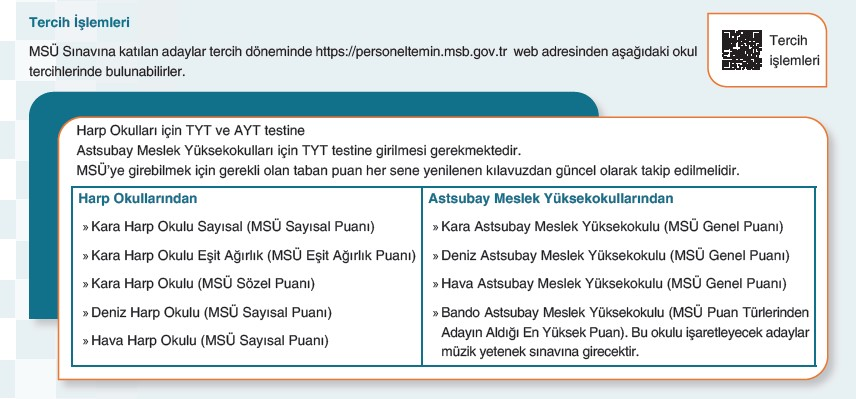 Tercih İşlemleri
MSÜ Sınavına katılan adaylar tercih döneminde https://personeltemin.msb.gov.tr web adresinden aşağıdaki okul
tercihlerinde bulunabilirler.
Tercih
işlemleri
Harp Okulları için TYT ve AYT testine
Astsubay Meslek Yüksekokulları için TYT testine girilmesi gerekmektedir.
MSÜ'ye girebilmek için gerekli olan taban puan her sene yenilenen kılavuzdan güncel olarak takip edilmelidir.
Harp Okullarından
» Kara Harp Okulu Sayısal (MSÜ Sayısal Puanı)
» Kara Harp Okulu Eşit Ağırlık (MSÜ Eşit Ağırlık Puanı)
» Kara Harp Okulu (MSÜ Sözel Puanı)
» Deniz Harp Okulu (MSÜ Sayısal Puanı)
» Hava Harp Okulu (MSÜ Sayısal Puanı)
Astsubay Meslek Yüksekokullarından
» Kara Astsubay Meslek Yüksekokulu (MSÜ Genel Puanı)
» Deniz Astsubay Meslek Yüksekokulu (MSÜ Genel Puanı)
» Hava Astsubay Meslek Yüksekokulu (MSÜ Genel Puanı)
» Bando Astsubay Meslek Yüksekokulu (MSÜ Puan Türlerinden
Adayın Aldığı En Yüksek Puan). Bu okulu işaretleyecek adaylar
müzik yetenek sınavına girecektir.